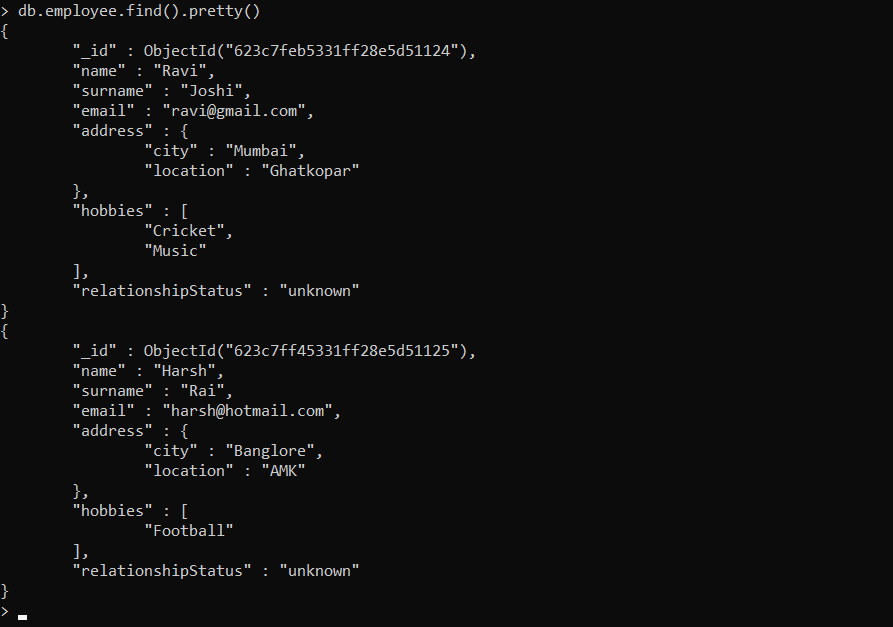 > db.employee.find().pretty()
{
        "_id" : ObjectId("623c7feb5331ff28e5d51124"),
        "name" : "Ravi",
        "surname" : "Joshi",
        "email" : "ravi@gmail.com",
        "address" : {
                "city" : "Mumbai",
                "location" : "Ghatkopar"
        },
        "hobbies" : [
                "Cricket",
                "Music"
        ],
        "relationshipStatus" : "unknown"
}
{
        "_id" : ObjectId("623c7ff45331ff28e5d51125"),
        "name" : "Harsh",
        "surname" : "Rai",
        "email" : "harsh@hotmail.com",
        "address" : {
                "city" : "Banglore",
                "location" : "AMK"
        },
        "hobbies" : [
                "Football"
        ],
        "relationshipStatus" : "unknown"
}
>